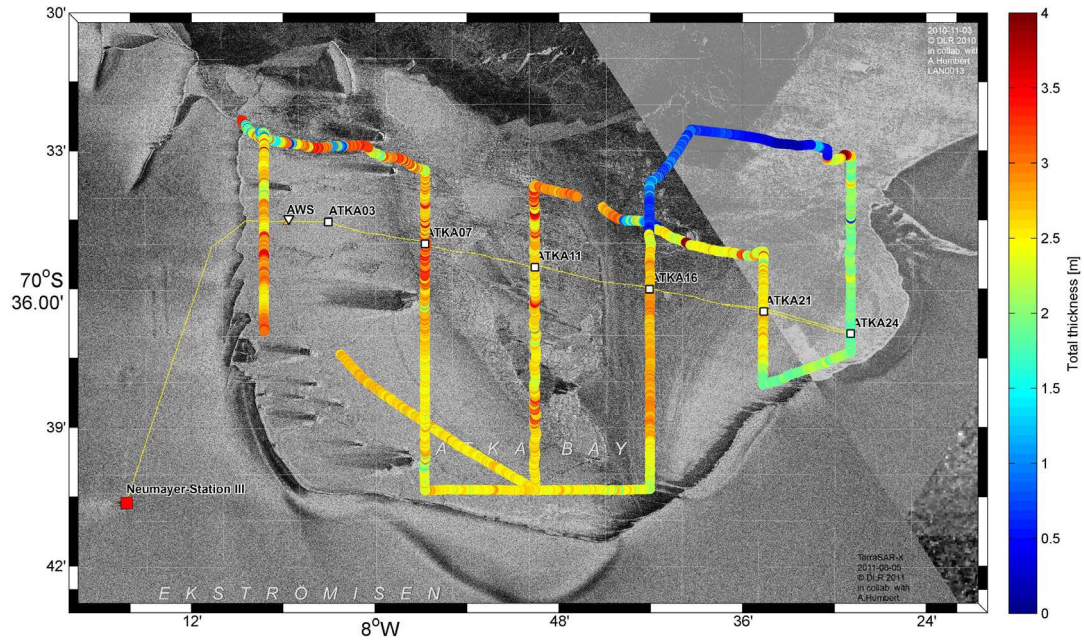 30'
2010-11-03
© DLR 2010
in collab. with
A.Humbert
LAN0013
33'
AWS
ATKA03
ATKA07
ATKA11
ATKA16
ATKA21
ATKA24
70°S
36.00'
39'
ATKA BAY
Neumayer-Station III
42'
EKSTRÖMISEN
TerraSAR-X
2011-08-05
© DLR 2011
in collab. with
A.Humbert
12'
8°W
48'
36'
24'
4
3.5
3
2.5
2
1.5
1
0.5
0
Total thickness [m]